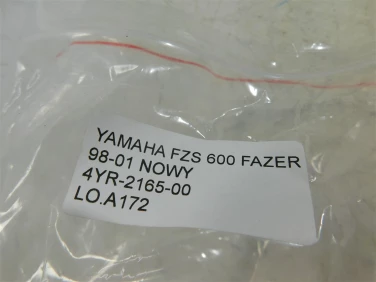 YAMAHA FZS 600 FAZER
98-01 NOWY
4YR-2165-00
LO.A172